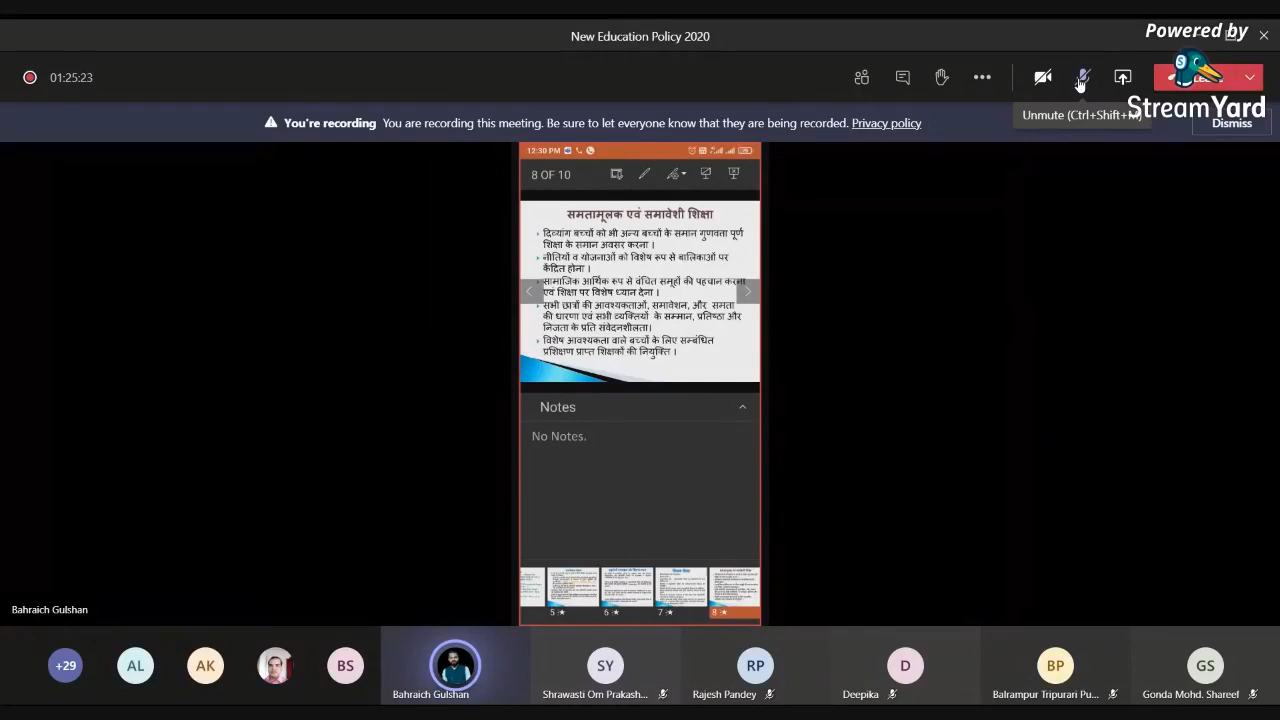 Powered by
New Education Policy 2020
01:25:23
StreamYard
Unmute (Ctrl+Shift+M)
You're recording You are recording this meeting. Be sure to let everyone know that they are being recorded. Privacy policy
Dismiss
12:30 PM
8 OF 10
समतामूलक एवं समावेशी शिक्षा
दिव्यांग बच्चों को भी अन्य बच्चों के समान गुणवता पूर्ण
शिक्षा के समान अवसर करना ।
नीतियों व योजनाओं को विशेष रूप से बालिकाओं पर
केंद्रित होना ।
सामाजिक आर्थिक रूप से वंचित समूहों की पहचान करना
एवं शिक्षा पर विशेष ध्यान देना ।
सभी छात्रों की आवश्यकताओं, समावेशन, और समता
की धारणा एवं सभी व्यक्तियों के सम्मान, प्रतिष्ठा और
निजता के प्रति संवेदनशीलता।
विशेष आवश्यकता वाले बच्चों के लिए सम्बंधित
प्रशिक्षण प्राप्त शिक्षकों की नियुक्ति ।
Notes
No Notes.
5 6 7 8
Bahraich Gulshan
+29 AL AK BS SY RP D BP GS
Bahraich Gulshan Shrawasti Om Prakash... Rajesh Pandey Deepika Balrampur Tripurari Pu... Gonda Mohd. Shareef